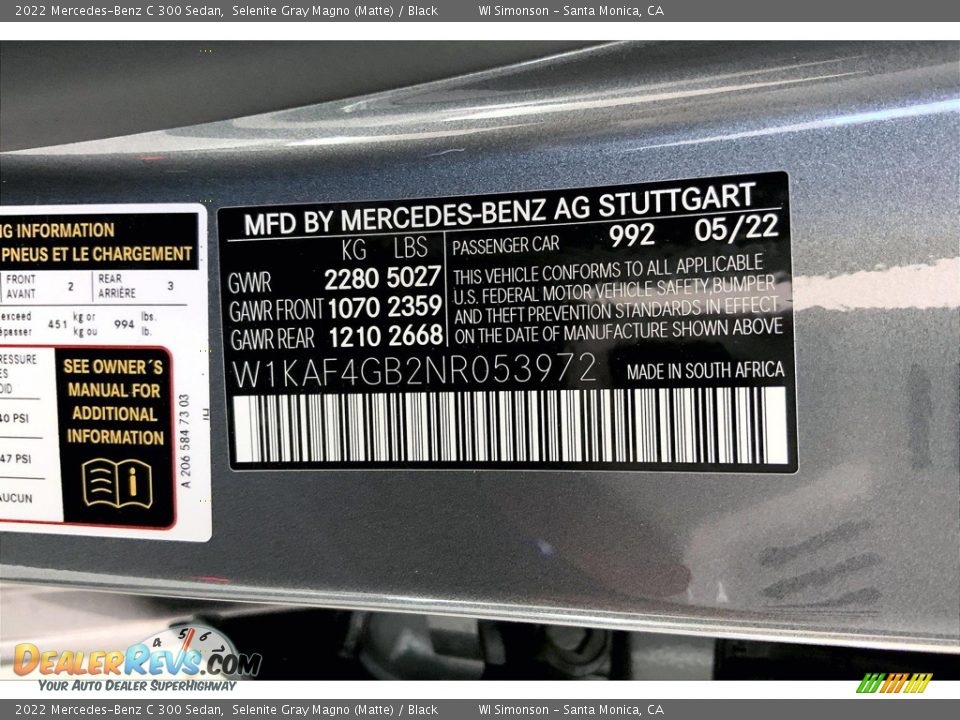 2022 Mercedes-Benz C 300 Sedan, Selenite Gray Magno (Matte) / Black WI Simonson - Santa Monica, CA
NG INFORMATION
PNEUS ET LE CHARGEMENT
FRONT
AVANT 2 REAR
ARRIÈRE 3
exceed
451 kg or
kg ou 994 lbs.
lb.
40 PSI
47 PSI
AUCUN
SEE OWNER´S
MANUAL FOR
ADDITIONAL
INFORMATION
A 206 584 73 03
MFD BY MERCEDES-BENZ AG STUTTGART
KG LBS
GWWR 2280 5027
GAWR FRONT 1070 2359
GAWR REAR 1210 2668
PASSENGER CAR 992 05/22
THIS VEHICLE CONFORMS TO ALL APPLICABLE
U.S. FEDERAL MOTOR VEHICLE SAFETY,BUMPER
AND THEFT PREVENTION STANDARDS IN EFFECT
ON THE DATE OF MANUFACTURE SHOWN ABOVE
W1KAF4GB2NR053972 MADE IN SOUTH AFRICA
4 5 6
DEALERREVS.COM
YOUR AUTO DEALER SUPERHIGHWAY
2022 Mercedes-Benz C 300 Sedan, Selenite Gray Magno (Matte) / Black WI Simonson - Santa Monica, CA